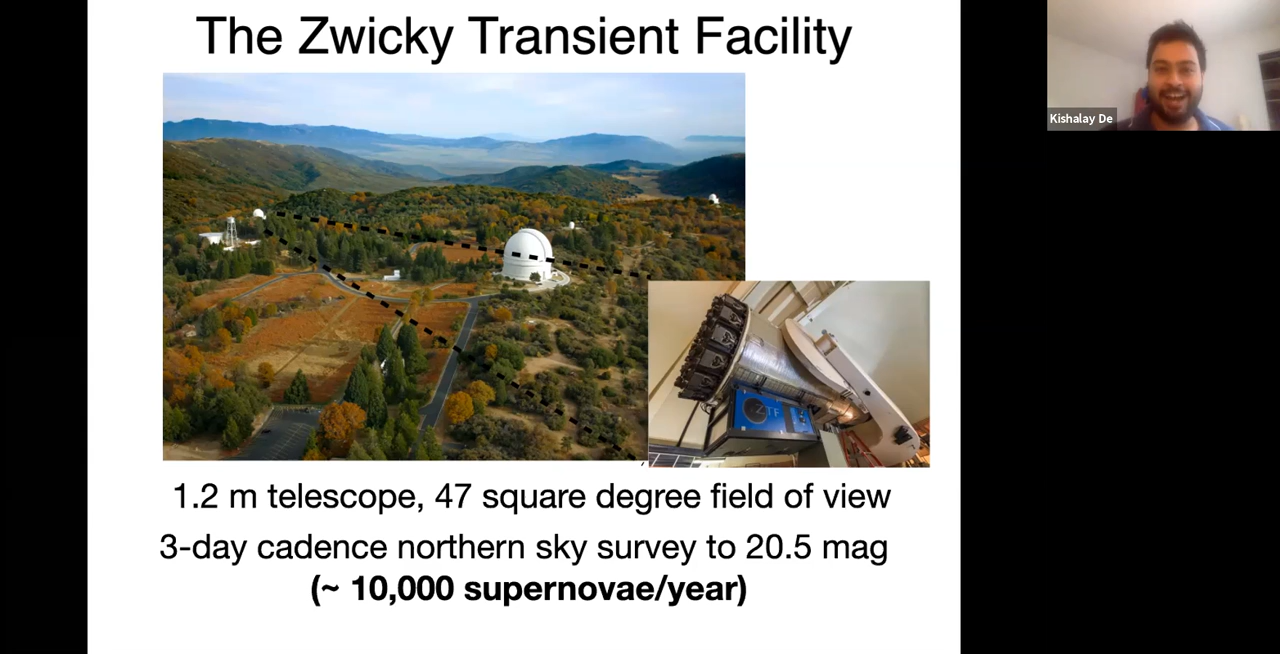 The Zwicky Transient Facility
Kishalay De
ZTF
1.2 m telescope, 47 square degree field of view
3-day cadence northern sky survey to 20.5 mag
(~ 10,000 supernovae/year)